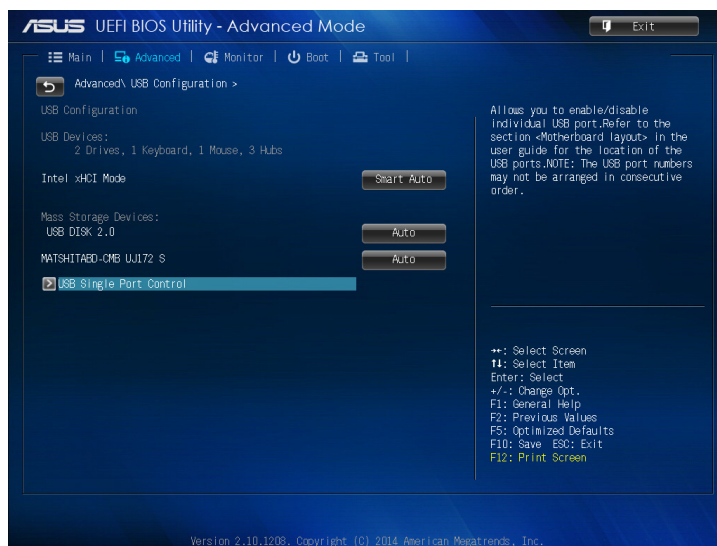 ASUS UEFI BIOS Utility - Advanced Mode
Exit
Main | Advanced | Monitor | Boot | Tool |
Advanced\ USB Configuration >
USB Configuration
USB Devices:
2 Drives, 1 Keyboard, 1 Mouse, 3 Hubs
Intel xHCI Mode
Smart Auto
Mass Storage Devices:
USB DISK 2.0
Auto
MATSHITABD-CMB UJ172 S
Auto
USB Single Port Control
Allows you to enable/disable
individual USB port.Refer to the
section <Motherboard layout> in the
user guide for the location of the
USB ports.NOTE: The USB port numbers
may not be arranged in consecutive
order.
→←: Select Screen
↑↓: Select Item
Enter: Select
+/-: Change Opt.
F1: General Help
F2: Previous Values
F5: Optimized Defaults
F10: Save ESC: Exit
F12: Print Screen
Version 2.10.1208. Copyright (C) 2014 American Megatrends, Inc.